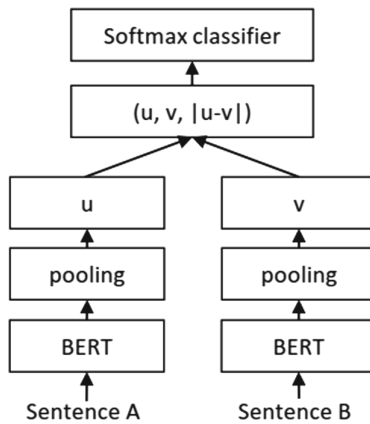 Softmax classifier
(u, v, |u-v|)
u
v
pooling
pooling
BERT
BERT
Sentence A
Sentence B